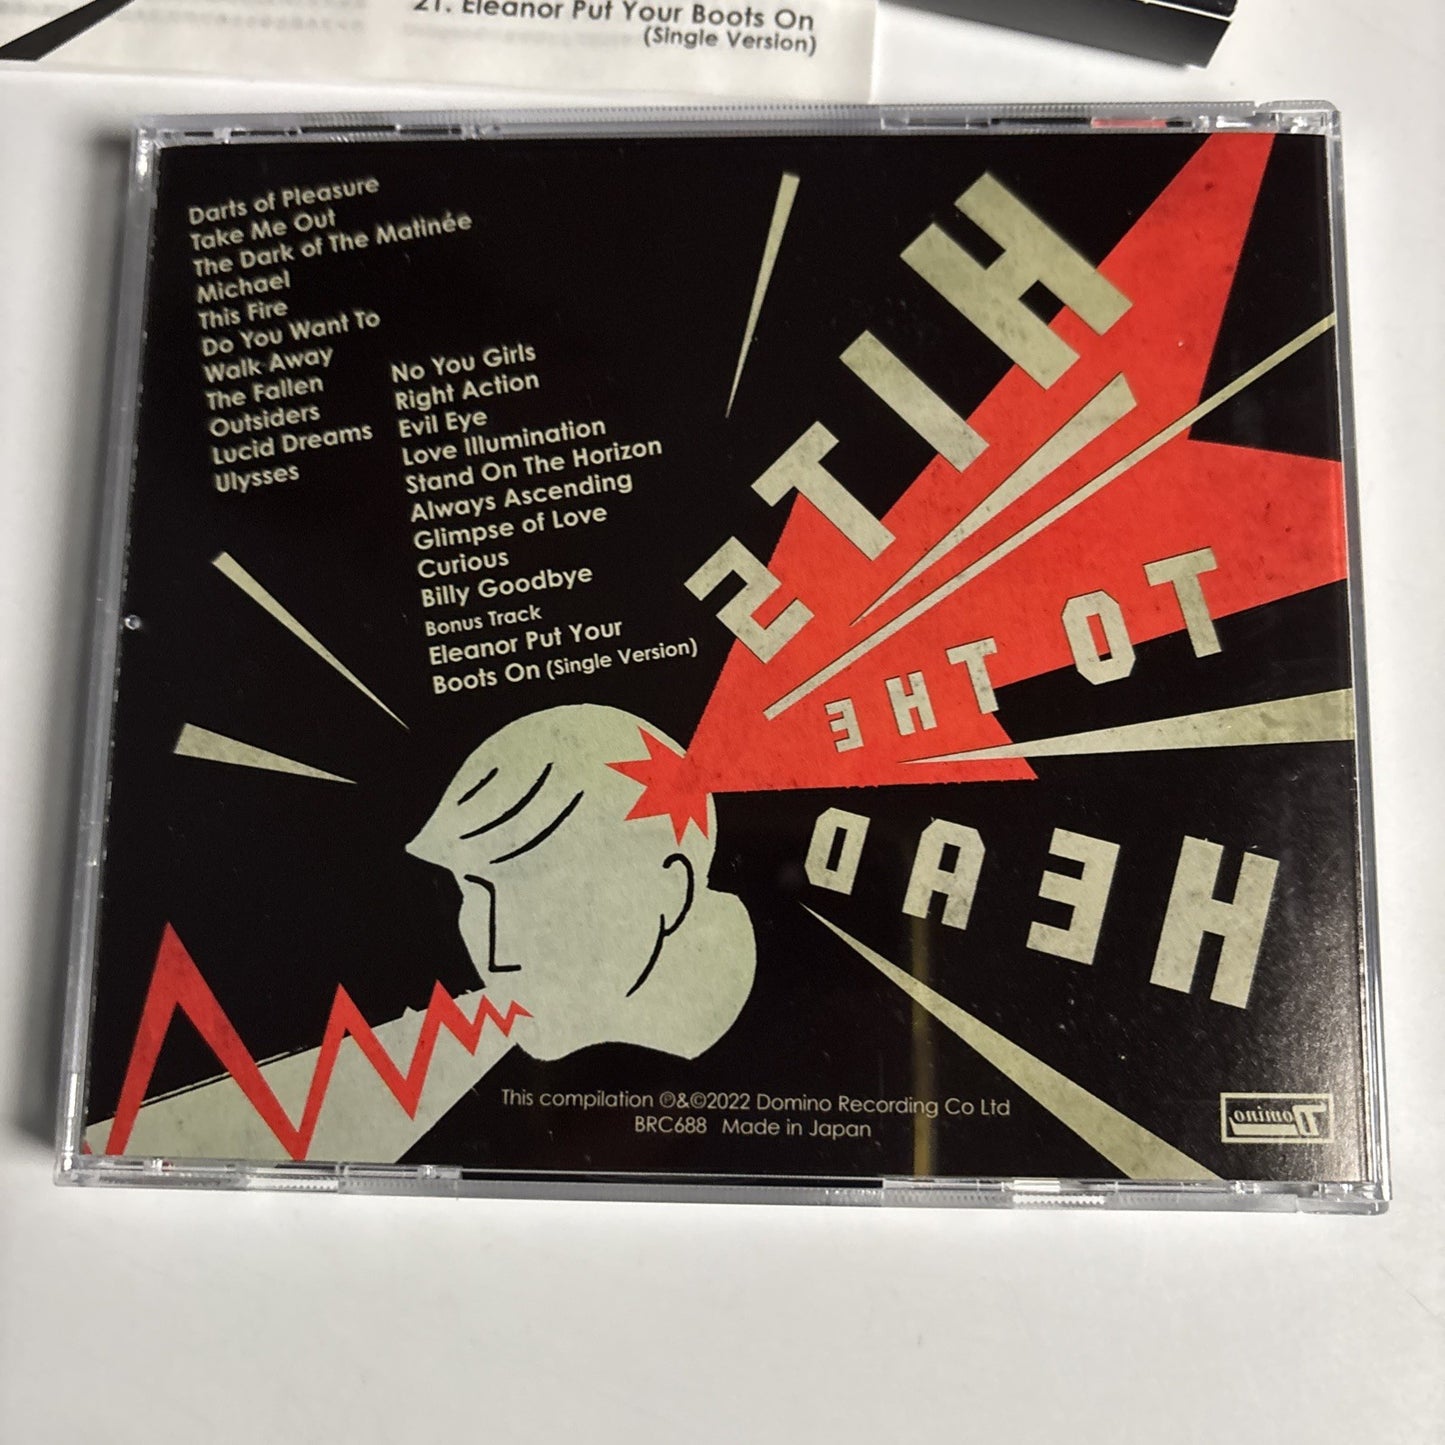 21. Eleanor Put Your Boots On
(Single Version)
Darts of Pleasure
Take Me Out
The Dark of The Matinée
Michael
This Fire
Do You Want To
Walk Away
The Fallen
Outsiders
Lucid Dreams
Ulysses
No You Girls
Right Action
Evil Eye
Love Illumination
Stand On The Horizon
Always Ascending
Glimpse of Love
Curious
Billy Goodbye
Bonus Track
Eleanor Put Your
Boots On (Single Version)
HITS
TO THE
HEAD
This compilation ℗&©2022 Domino Recording Co Ltd
BRC688 Made in Japan
Domino